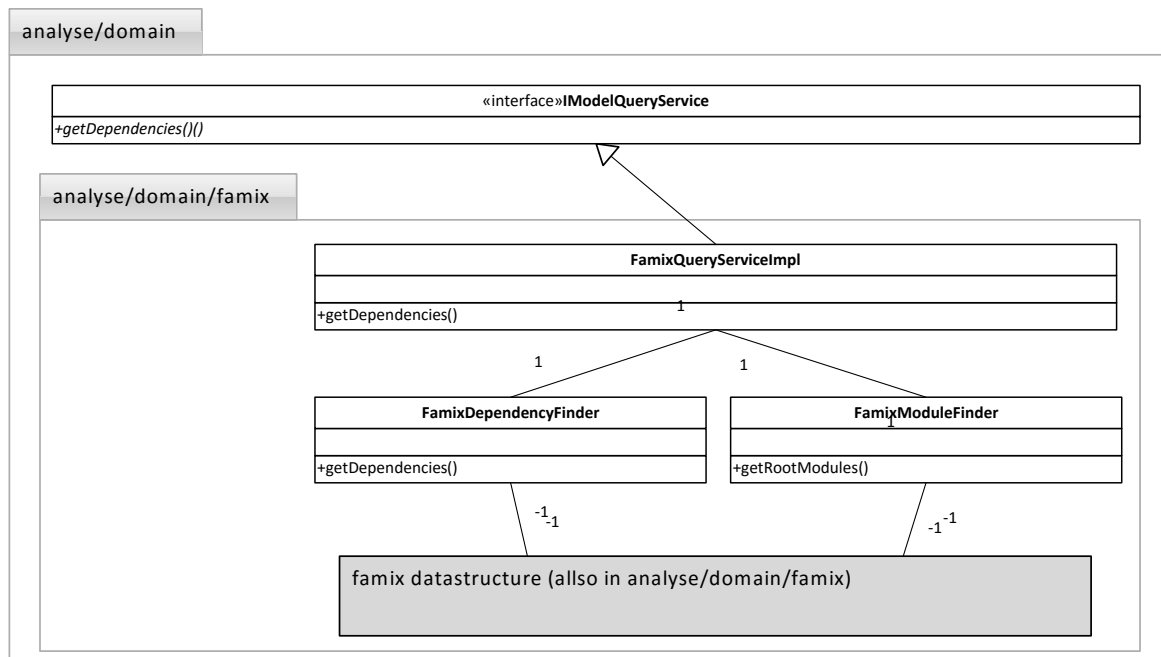 analyse/domain
«interface»IModelQueryService
+getDependencies()()
analyse/domain/famix
FamixQueryServiceImpl
+getDependencies()
1
1
1
FamixDependencyFinder
FamixModuleFinder
1
+getDependencies()
+getRootModules()
-1
-1
-1
-1
famix datastructure (allso in analyse/domain/famix)